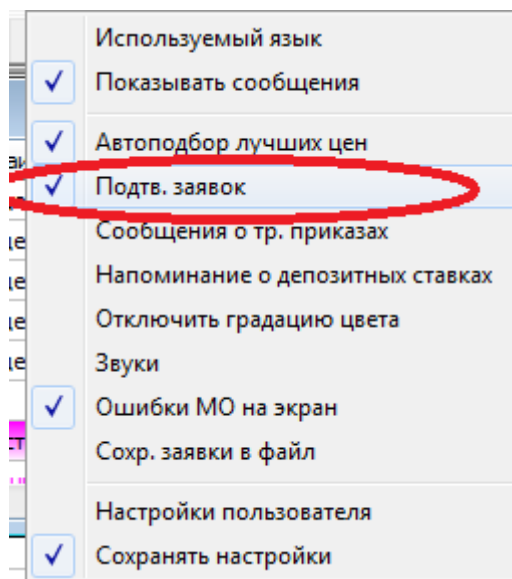 Используемый язык
Показывать сообщения
Автоподбор лучших цен
Подтв. заявок
Сообщения о тр. приказах
Напоминание о депозитных ставках
Отключить градацию цвета
Звуки
Ошибки МО на экран
Сохр. заявки в файл
Настройки пользователя
Сохранять настройки